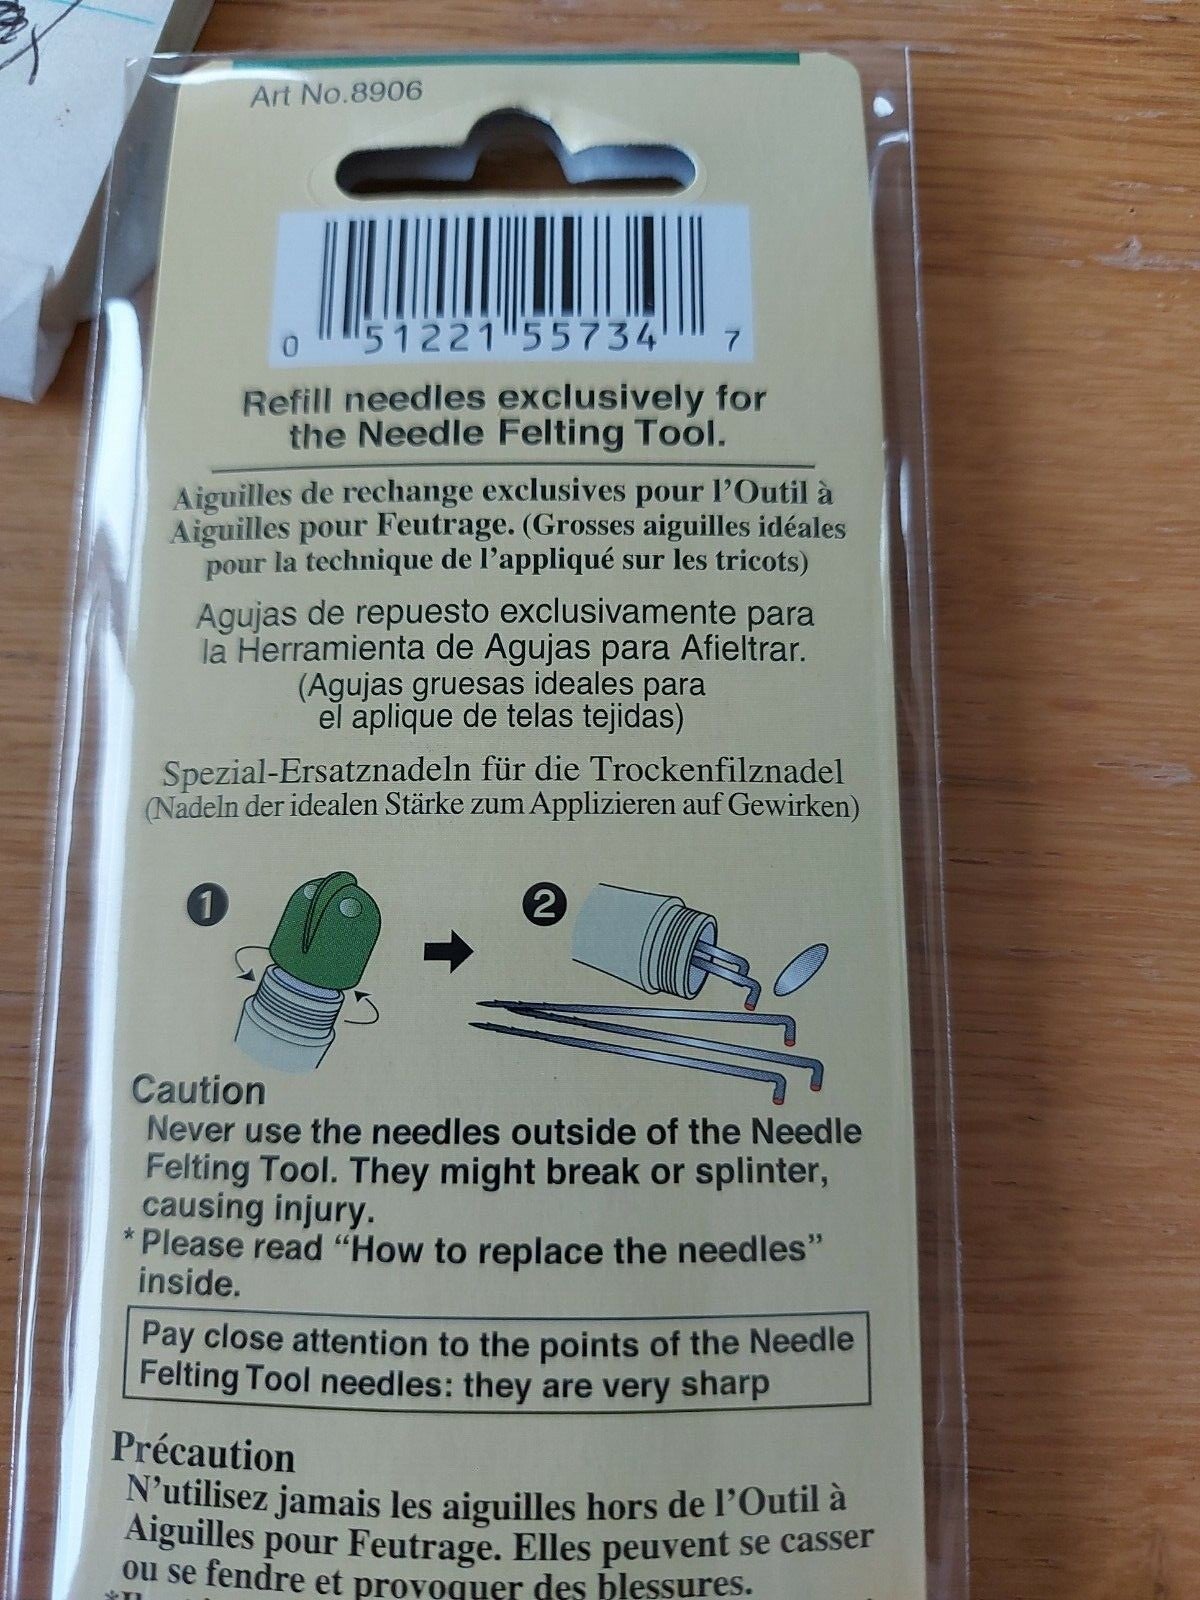 Art No.8906
0 51221 55734 7
Refill needles exclusively for
the Needle Felting Tool.
Aiguilles de rechange exclusives pour l'Outil à
Aiguilles pour Feutrage. (Grosses aiguilles idéales
pour la technique de l'appliqué sur les tricots)
Agujas de repuesto exclusivamente para
la Herramienta de Agujas para Afieltrar.
(Agujas gruesas ideales para
el aplique de telas tejidas)
Spezial-Ersatznadeln für die Trockenfilznadel
(Nadeln der idealen Stärke zum Applizieren auf Gewirken)
1 2
Caution
Never use the needles outside of the Needle
Felting Tool. They might break or splinter,
causing injury.
* Please read “How to replace the needles”
inside.
Pay close attention to the points of the Needle
Felting Tool needles: they are very sharp
Précaution
N'utilisez jamais les aiguilles hors de l'Outil à
Aiguilles pour Feutrage. Elles peuvent se casser
ou se fendre et provoquer des blessures.